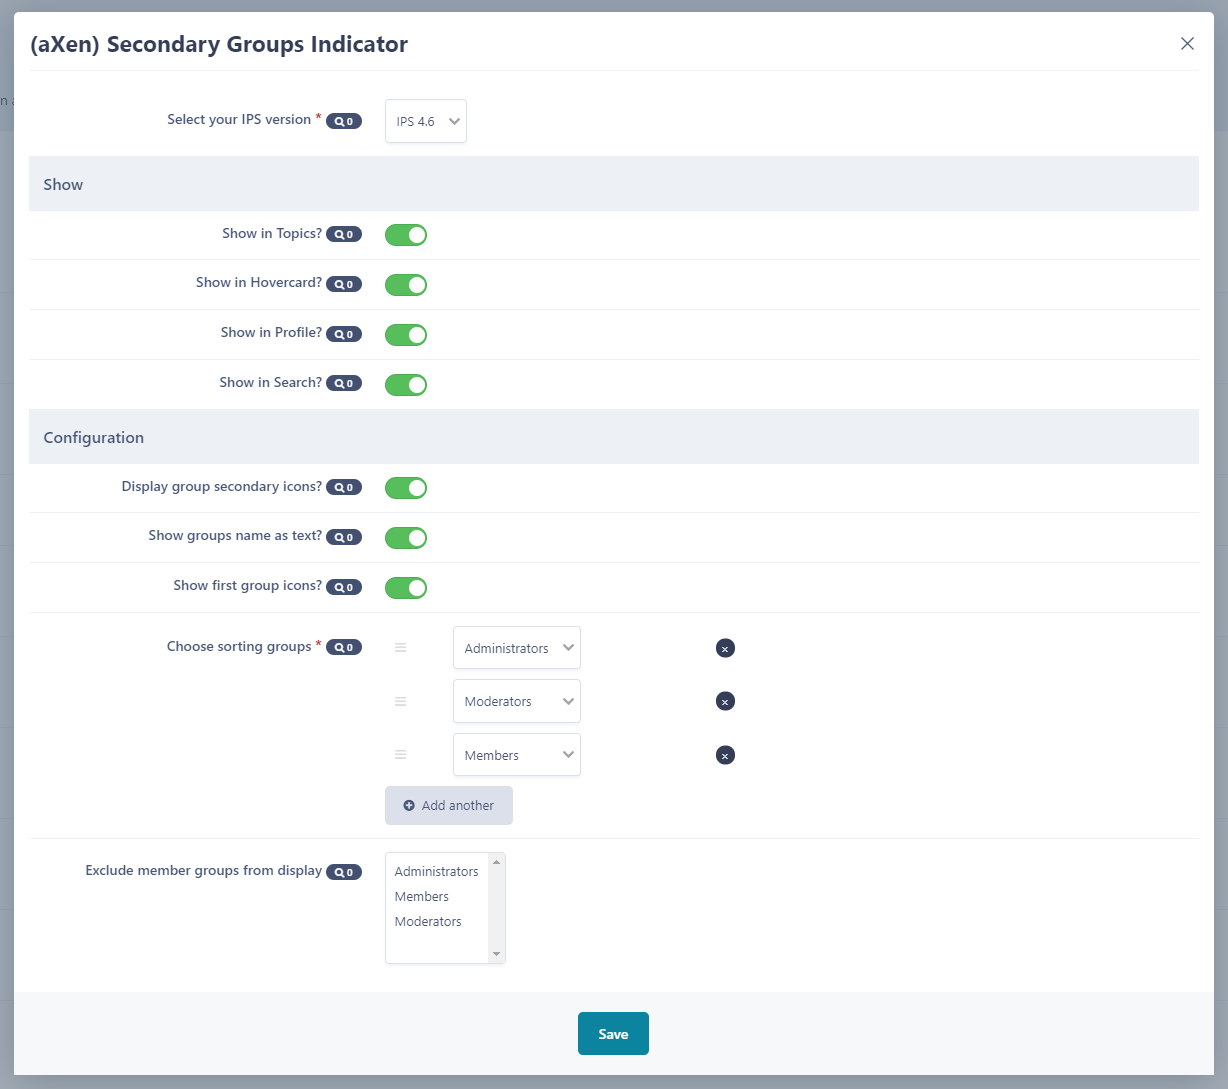 (aXen) Secondary Groups Indicator
n a
Select your IPS version * 0 IPS 4.6
Show
Show in Topics? 0
Show in Hovercard? 0
Show in Profile? 0
Show in Search? 0
Configuration
Display group secondary icons? 0
Show groups name as text? 0
Show first group icons? 0
Choose sorting groups * 0 Administrators
Moderators
Members
Add another
Exclude member groups from display 0
Administrators
Members
Moderators
Save